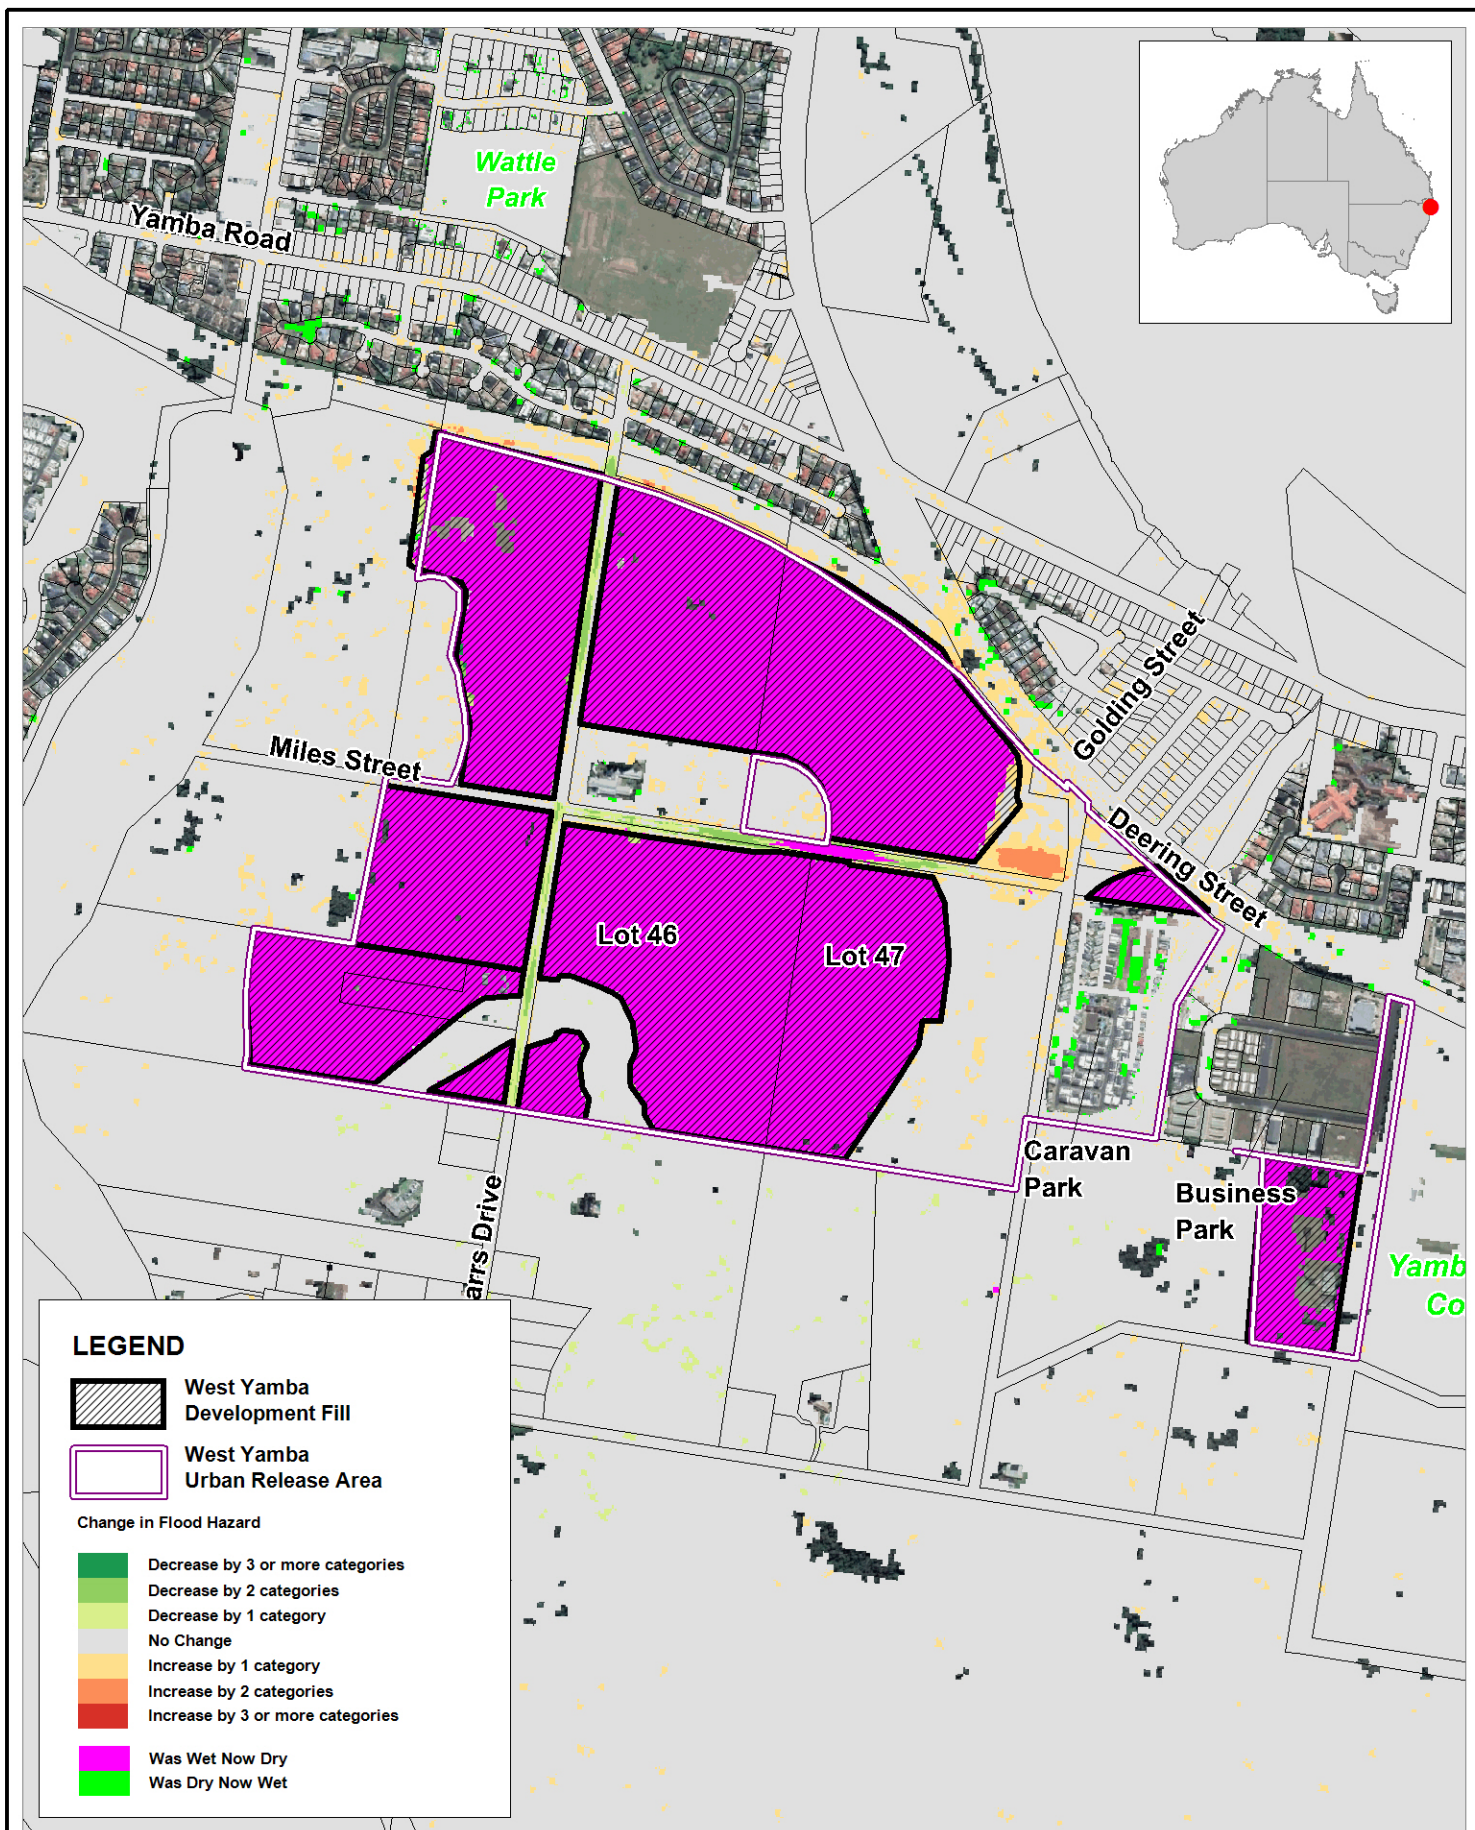 Wattle
Park
Yamba Road
Golding Street
Miles Street
Deering Street
Lot 46
Lot 47
Caravan
Park
Business
Park
arrs Drive
Yamb
Co
LEGEND
West Yamba
Development Fill
West Yamba
Urban Release Area
Change in Flood Hazard
Decrease by 3 or more categories
Decrease by 2 categories
Decrease by 1 category
No Change
Increase by 1 category
Increase by 2 categories
Increase by 3 or more categories
Was Wet Now Dry
Was Dry Now Wet